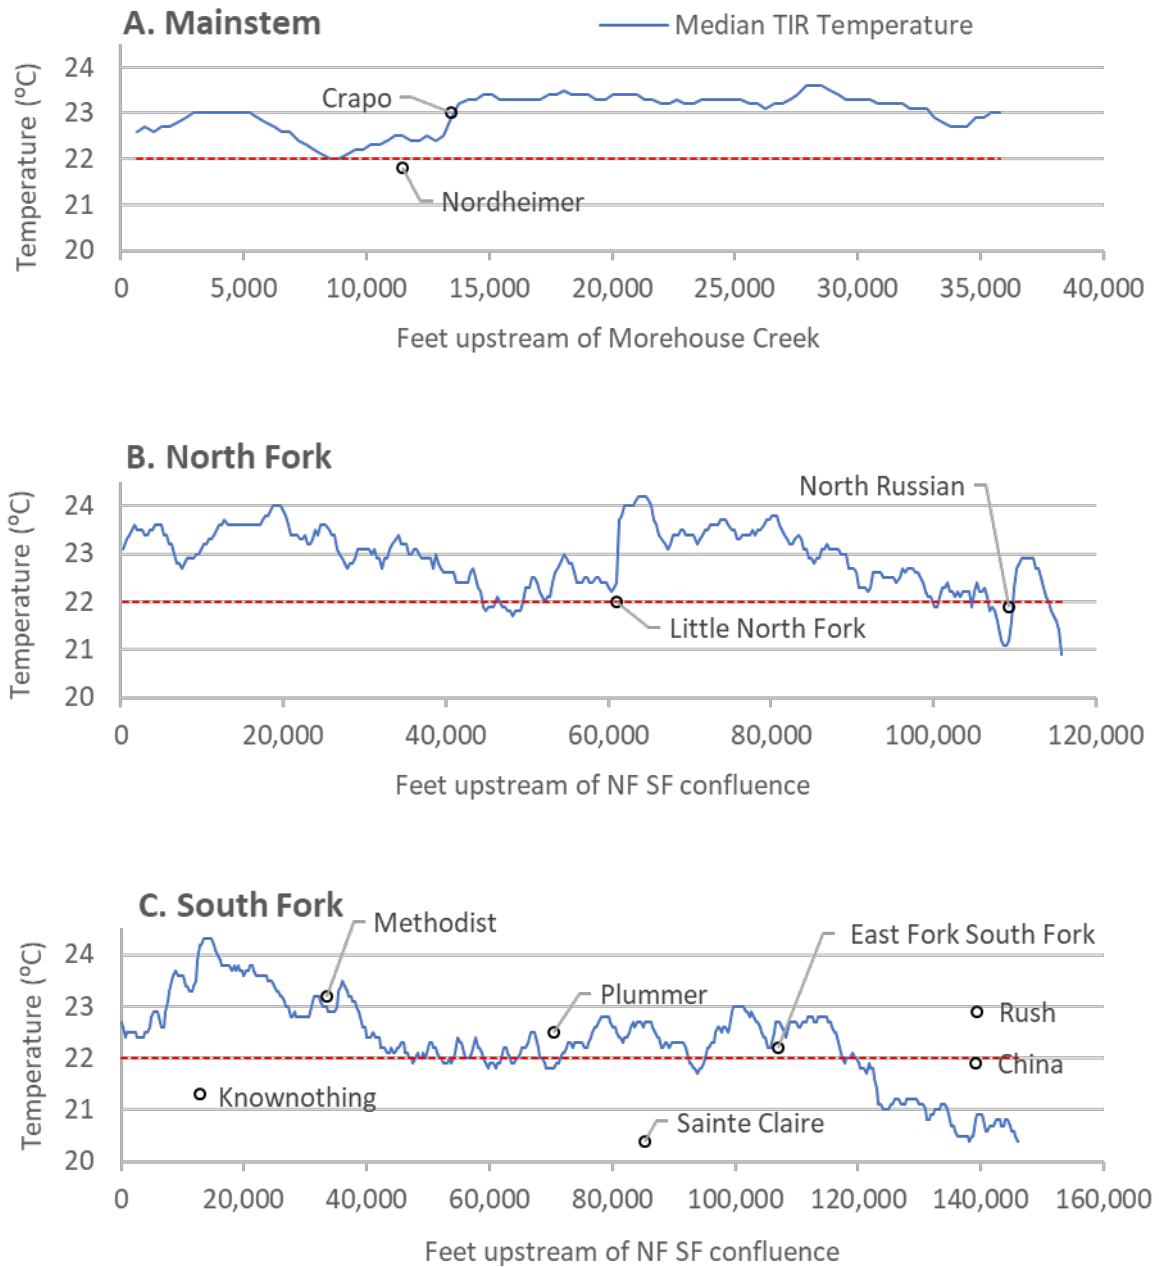 A. Mainstem
Median TIR Temperature
Temperature (°C)
24
23
22
21
20
Crapo
Nordheimer
0 5,000 10,000 15,000 20,000 25,000 30,000 35,000 40,000
Feet upstream of Morehouse Creek
B. North Fork
Temperature (°C)
24
23
22
21
20
North Russian
Little North Fork
0 20,000 40,000 60,000 80,000 100,000 120,000
Feet upstream of NF SF confluence
C. South Fork
Temperature (°C)
24
23
22
21
20
Methodist
East Fork South Fork
Plummer
Rush
China
Knownothing
Sainte Claire
0 20,000 40,000 60,000 80,000 100,000 120,000 140,000 160,000
Feet upstream of NF SF confluence